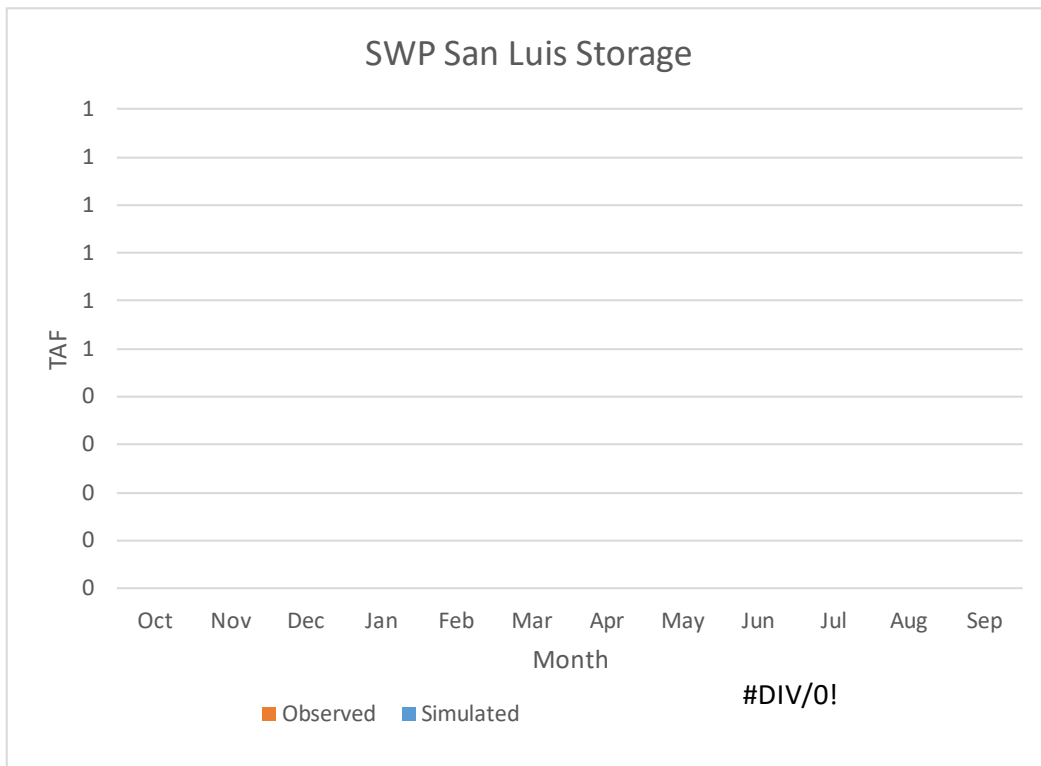 SWP San Luis Storage
1
1
1
1
1
1
0
0
0
0
0
TAF
Oct Nov Dec Jan Feb Mar Apr May Jun Jul Aug Sep
Month
#DIV/0!
Observed Simulated